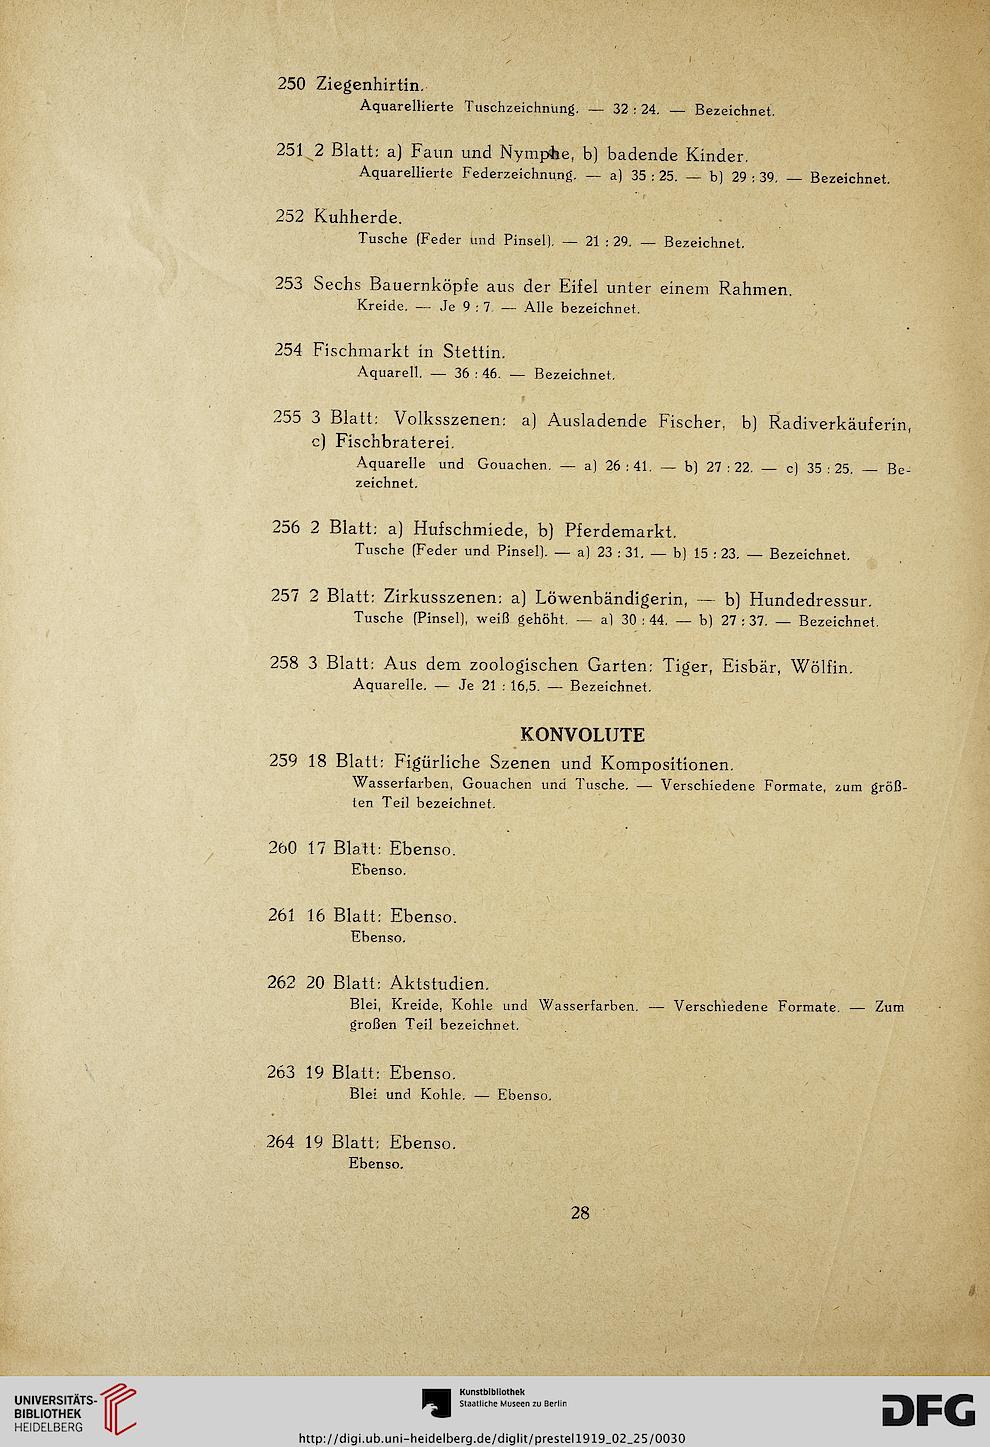 250 Ziegenhirtin.
Aquarellierte Tuschzeichnung. — 32 : 24. — Bezeichnet.
251 2 Blatt: a) Faun und Nymphe, b) badende Kinder.
Aquarellierte Federzeichnung. — a) 35 : 25. — b) 29 : 39. — Bezeichnet.
252 Kuhherde.
Tusche (Feder und Pinsel). — 21 : 29. — Bezeichnet.
253 Sechs Bauernköpfe aus der Eifel unter einem Rahmen.
Kreide. — Je 9 : 7. — Alle bezeichnet.
254 Fischmarkt in Stettin.
Aquarell. — 36 : 46. — Bezeichnet.
255 3 Blatt: Volksszenen: a) Ausladende Fischer, b) Radiverkäuferin,
c) Fischbraterei.
Aquarelle und Gouachen. — a) 26 : 41. — b) 27 : 22. — c) 35 : 25. — Be-
zeichnet.
256 2 Blatt: a) Hufschmiede, b) Pferdemarkt.
Tusche (Feder und Pinsel). — a) 23 : 31. — b) 15 : 23. — Bezeichnet.
257 2 Blatt: Zirkusszenen: a) Löwenbändigerin, — b) Hundedressur.
Tusche (Pinsel), weiß gehöht. — a) 30 : 44. — b) 27 : 37. — Bezeichnet.
258 3 Blatt: Aus dem zoologischen Garten: Tiger, Eisbär, Wölfin.
Aquarelle. — Je 21 : 16,5. — Bezeichnet.
KONVOLUTE
259 18 Blatt: Figürliche Szenen und Kompositionen.
Wasserfarben, Gouachen und Tusche. — Verschiedene Formate, zum größ-
ten Teil bezeichnet.
260 17 Blatt: Ebenso.
Ebenso.
261 16 Blatt: Ebenso.
Ebenso.
262 20 Blatt: Aktstudien.
Blei, Kreide, Kohle und Wasserfarben. — Verschiedene Formate. — Zum
großen Teil bezeichnet.
263 19 Blatt: Ebenso.
Blei und Kohle. — Ebenso.
264 19 Blatt: Ebenso.
Ebenso.
28
UNIVERSITÄTS-
BIBLIOTHEK
HEIDELBERG
Kunstbibliothek
Staatliche Museen zu Berlin
DFG
http://digi.ub.uni-heidelberg.de/diglit/prestel1919_02_25/0030